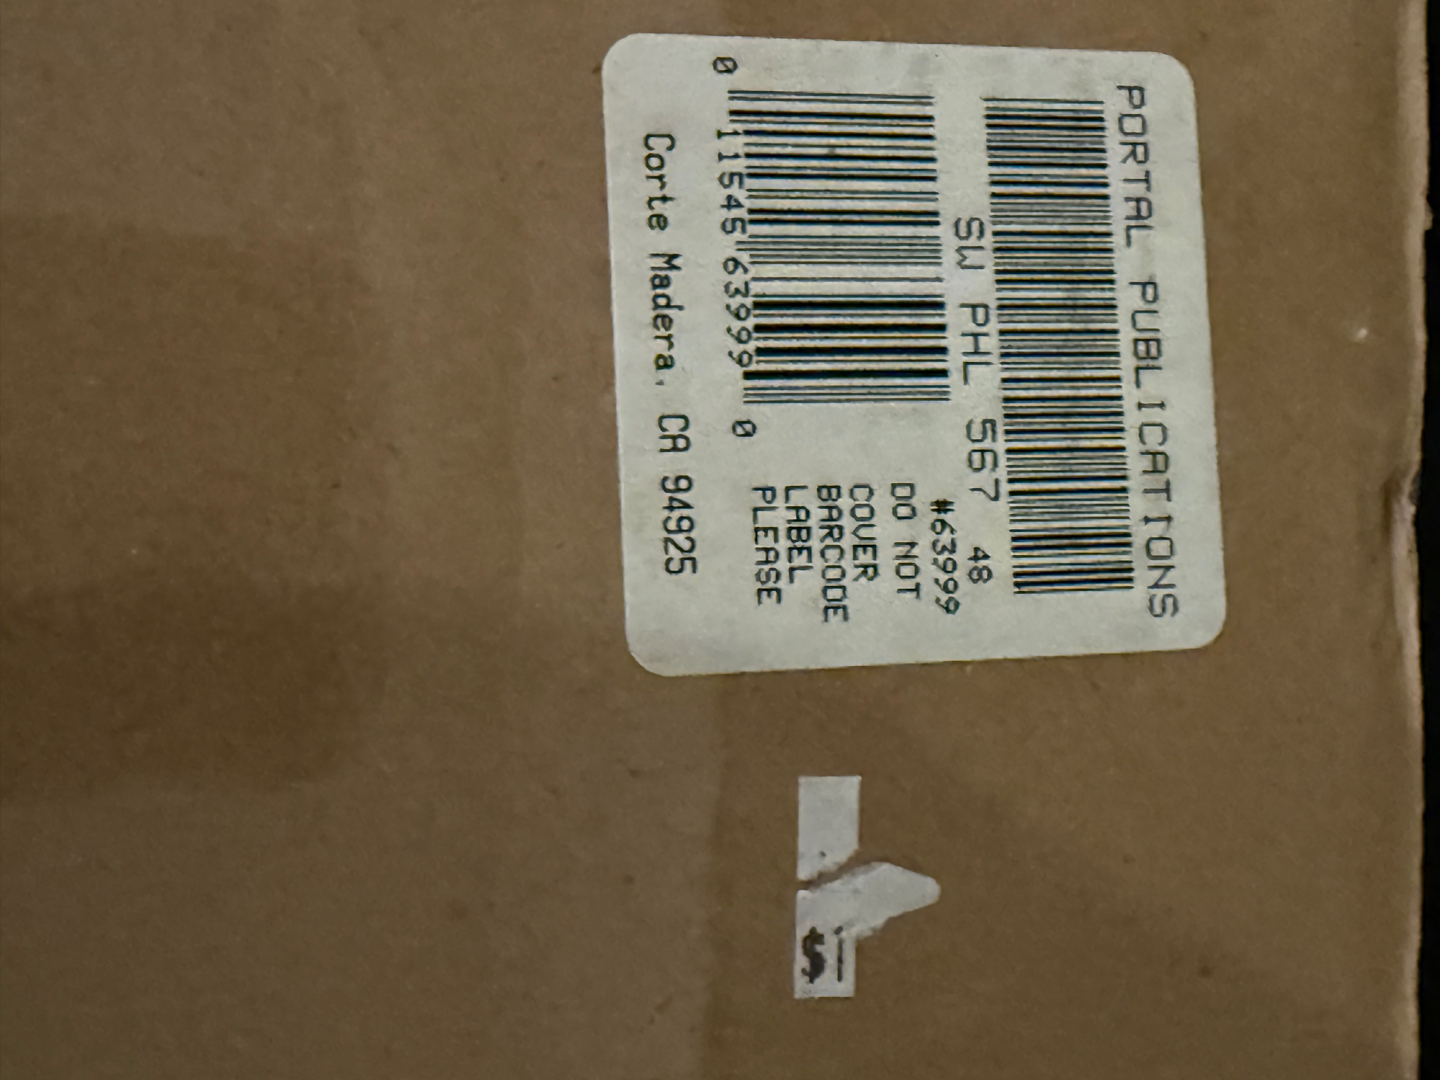 PORTAL PUBLICATIONS
SW PHL 567 48
#63999
DO NOT
COVER
BARCODE
LABEL
PLEASE
0 11545 63999 0
Corte Madera, CA 94925
$